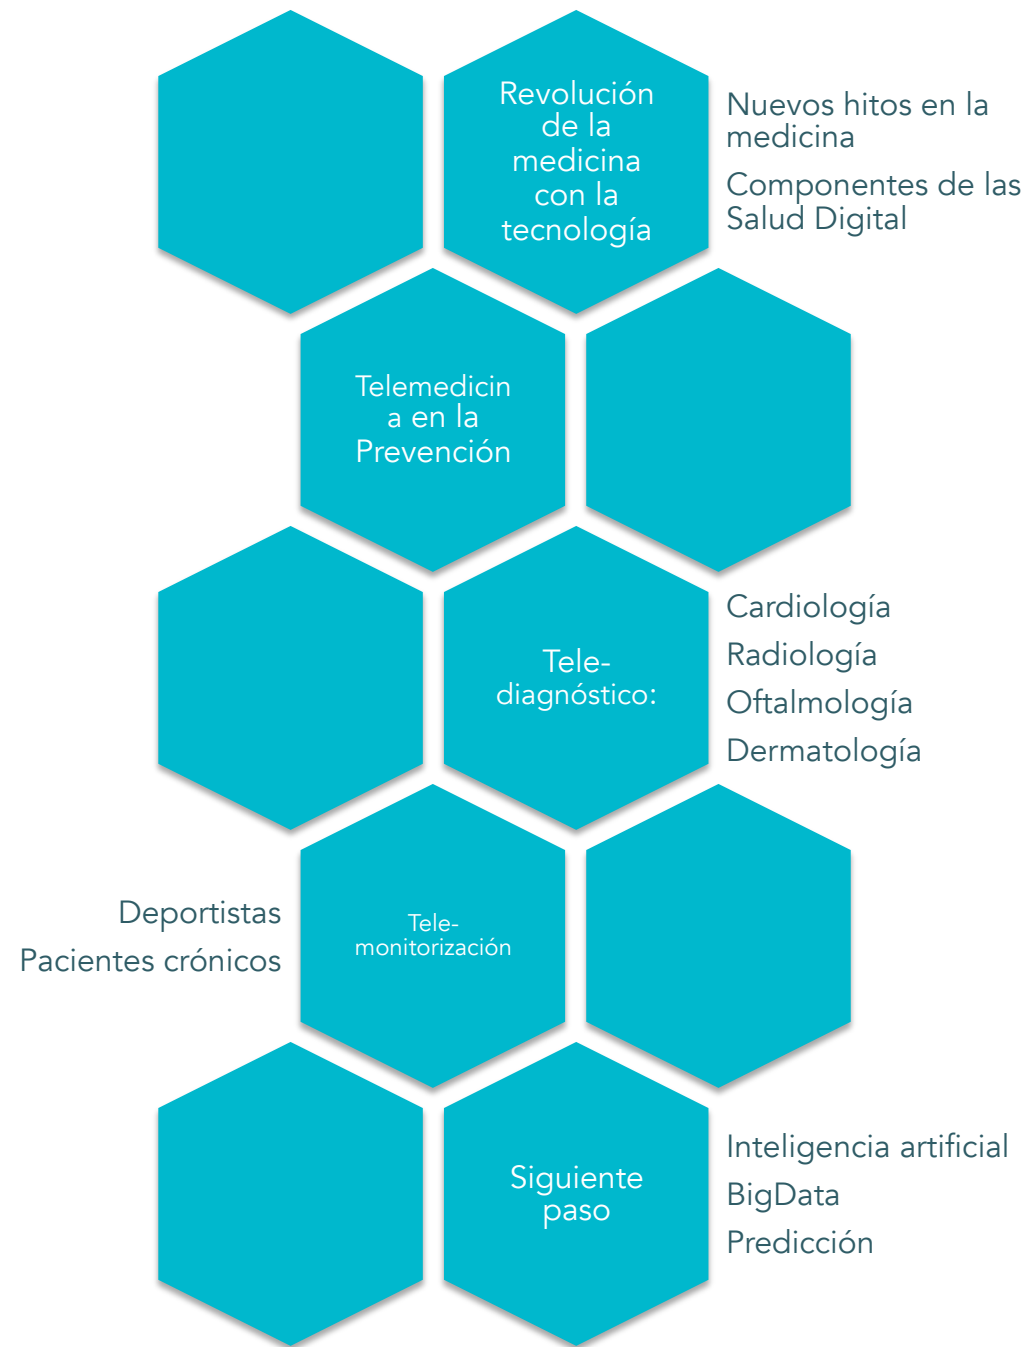 Revolución
de la
medicina
con la
tecnología
Nuevos hitos en la
medicina
Componentes de las
Salud Digital
Telemedicin
a en la
Prevención
Tele-
diagnóstico:
Cardiología
Radiología
Oftalmología
Dermatología
Deportistas
Pacientes crónicos
Tele-
monitorización
Siguiente
paso
Inteligencia artificial
BigData
Predicción